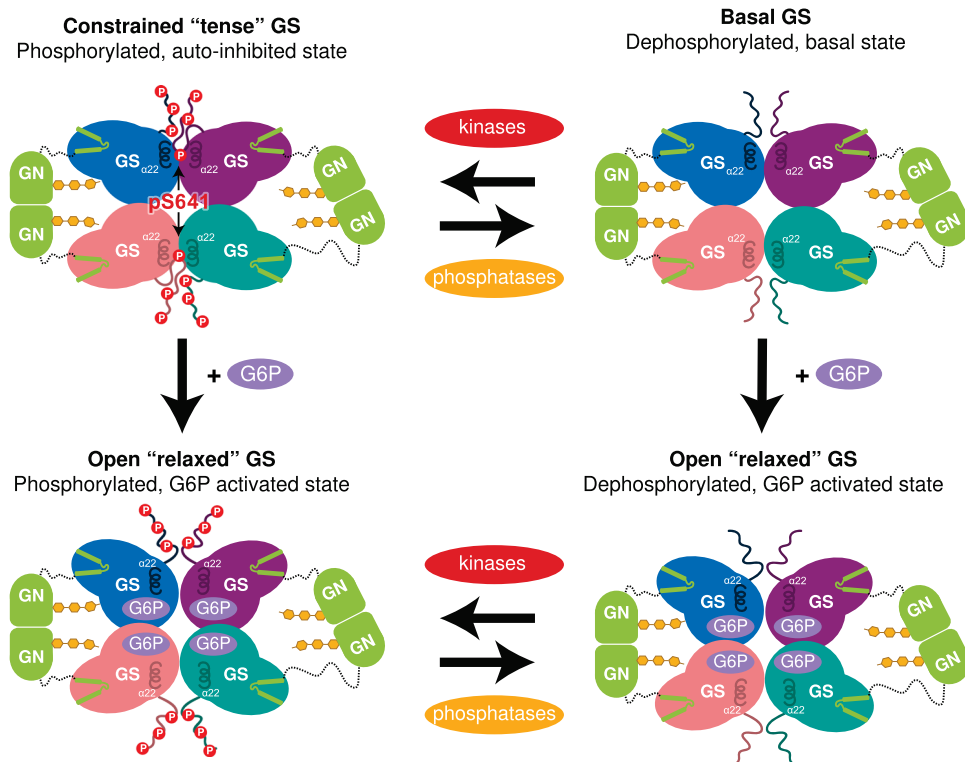 Constrained “tense” GS
Phosphorylated, auto-inhibited state
Basal GS
Dephosphorylated, basal state
P P
P P
P P
GS P GS
α22
GN GN
pS641
GN GN
α22 α22
GS GS
P
P P
P P
kinases
phosphatases
GS GS
α22
GN GN
GN GN
α22
GS GS
+ G6P
+ G6P
Open “relaxed” GS
Phosphorylated, G6P activated state
Open “relaxed” GS
Dephosphorylated, G6P activated state
P P
P P
P P
α22 α22
GS GS
G6P G6P
GN GN
GN GN
G6P G6P
GS GS
α22 α22
P P
P P
P P
kinases
phosphatases
α22 α22
GS GS
G6P G6P
GN GN
GN GN
G6P G6P
GS GS
α22 α22